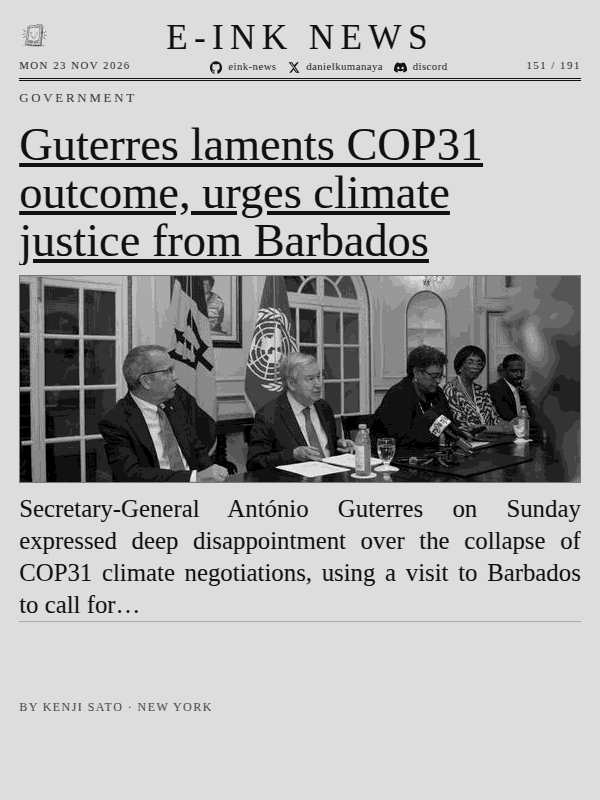 E-INK NEWS
MON 23 NOV 2026
eink-news
danielkumanaya
discord
151 / 191
GOVERNMENT
Guterres laments COP31
outcome, urges climate
justice from Barbados
Secretary-General António Guterres on Sunday
expressed deep disappointment over the collapse of
COP31 climate negotiations, using a visit to Barbados
to call for…
BY KENJI SATO · NEW YORK